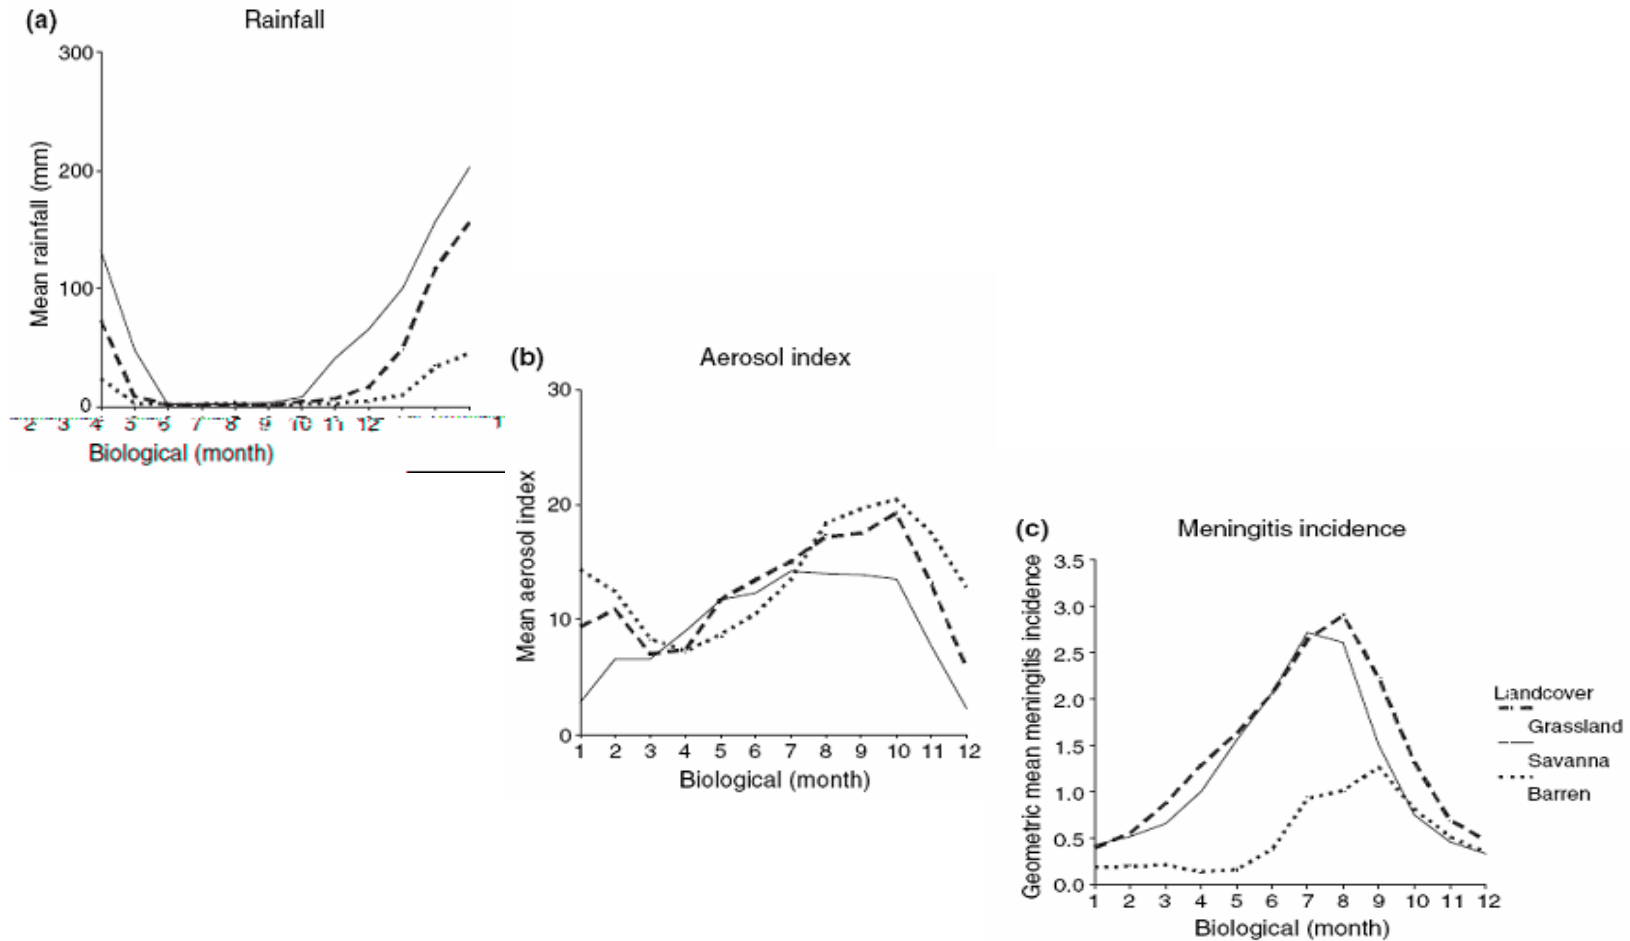 (a) Rainfall
Mean rainfall (mm)
300
200
100
0
2 3 4 5 6 7 8 9 10 11 12 1
Biological (month)
(b) Aerosol index
Mean aerosol index
30
20
10
0
1 2 3 4 5 6 7 8 9 10 11 12
Biological (month)
(c) Meningitis incidence
Geometric mean meningitis incidence
3.5
3.0
2.5
2.0
1.5
1.0
0.5
0.0
1 2 3 4 5 6 7 8 9 10 11 12
Biological (month)
Landcover
Grassland
Savanna
Barren